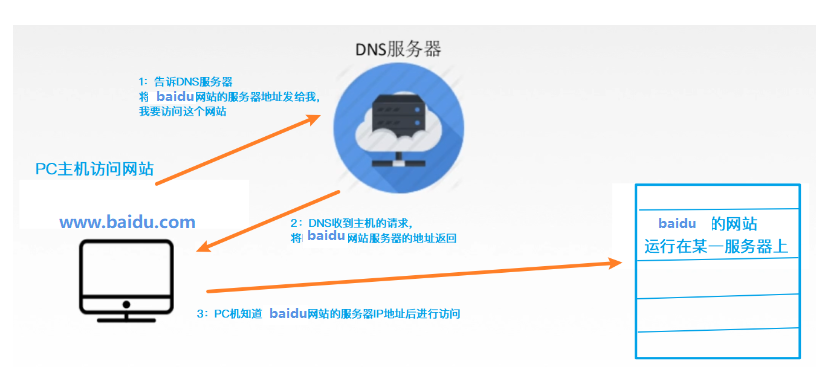 DNS服务器
1：告诉DNS服务器
将 baidu网站的服务器地址发给我，
我要访问这个网站
PC主机访问网站
www.baidu.com
2：DNS收到主机的请求，
将 baidu 网站服务器的地址返回
baidu 的网站
运行在某一服务器上
3：PC机知道 baidu网站的服务器IP地址后进行访问